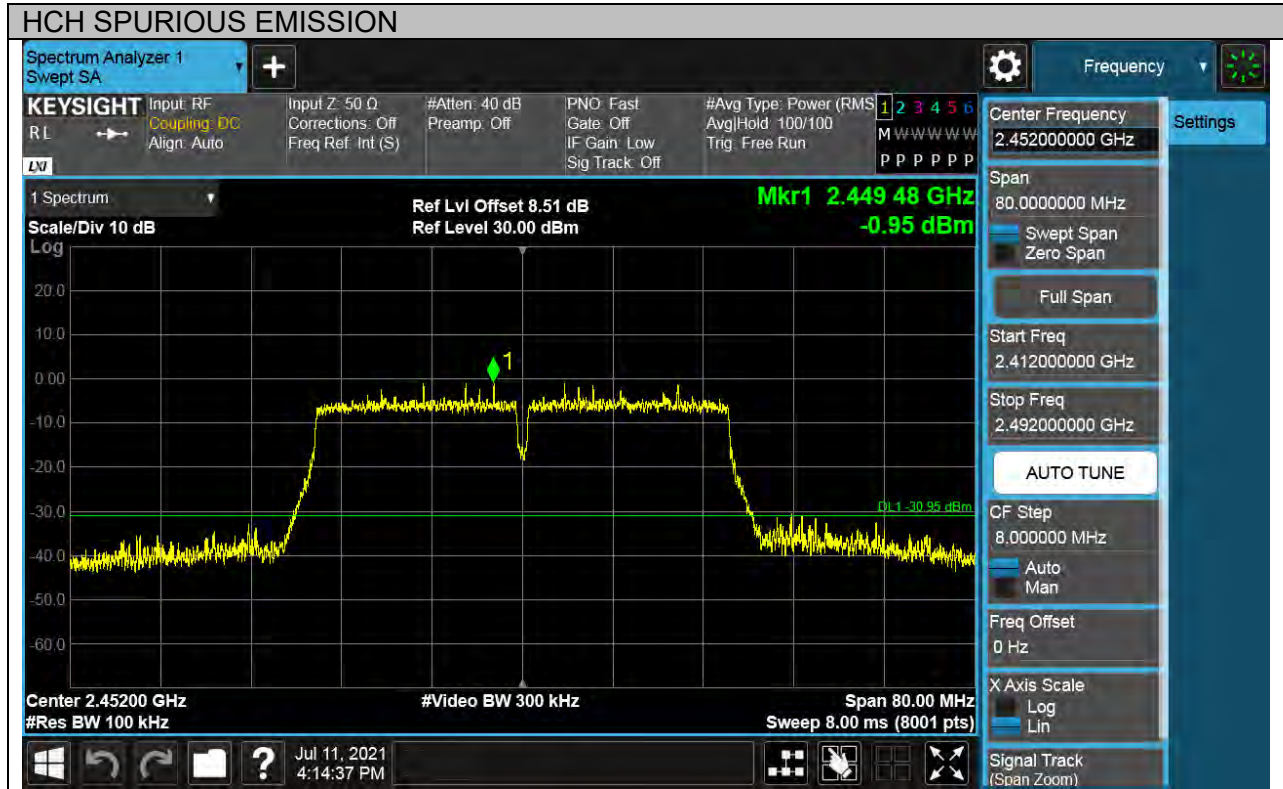 HCH SPURIOUS EMISSION
Spectrum Analyzer 1
Swept SA
Frequency
KEYSIGHT
RL
LXI
Input: RF
Coupling: DC
Align: Auto
Input Z: 50 Ω
Corrections: Off
Freq Ref: Int (S)
#Atten: 40 dB
Preamp: Off
PNO: Fast
Gate: Off
IF Gain: Low
Sig Track: Off
#Avg Type: Power (RMS
Avg|Hold: 100/100
Trig: Free Run
1 2 3 4 5 6
M W W W W W
P P P P P P
1 Spectrum
Scale/Div 10 dB
Ref Lvl Offset 8.51 dB
Ref Level 30.00 dBm
Mkr1 2.449 48 GHz
-0.95 dBm
Log
20.0
10.0
0.00
-10.0
-20.0
-30.0
-40.0
-50.0
-60.0
1
DL1 -30.95 dBm
Center 2.45200 GHz
#Res BW 100 kHz
#Video BW 300 kHz
Span 80.00 MHz
Sweep 8.00 ms (8001 pts)
Center Frequency
2.452000000 GHz
Settings
Span
80.0000000 MHz
Swept Span
Zero Span
Full Span
Start Freq
2.412000000 GHz
Stop Freq
2.492000000 GHz
AUTO TUNE
CF Step
8.000000 MHz
Auto
Man
Freq Offset
0 Hz
X Axis Scale
Log
Lin
Signal Track
(Span Zoom)
?
Jul 11, 2021
4:14:37 PM